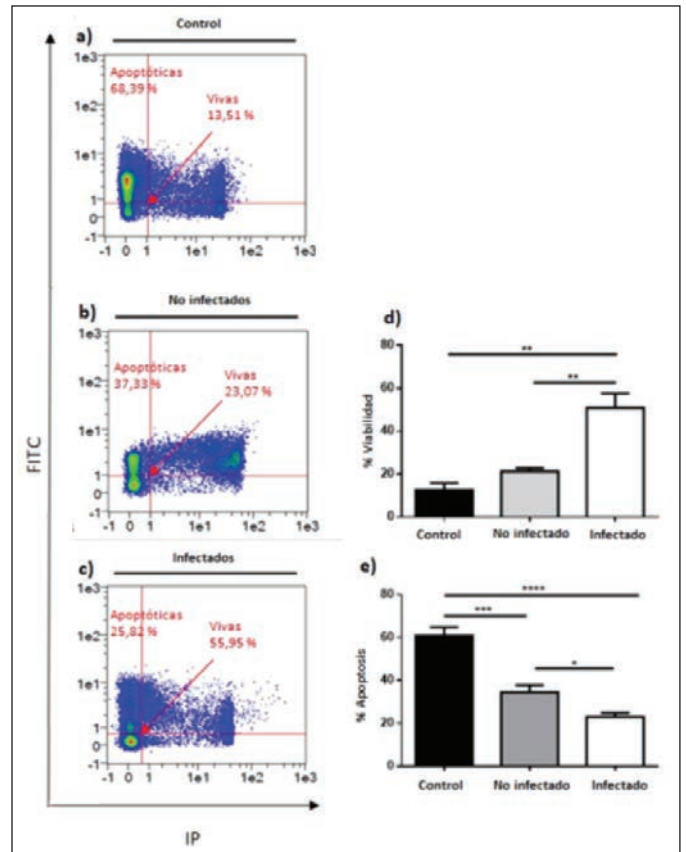 a)
Control
1e3
1e2
1e1
1
0
-1
Apoptóticas
68,39 %
Vivas
13,51 %
-1 0 1 1e1 1e2 1e3
b)
No infectados
1e3
1e2
1e1
1
0
-1
Apoptóticas
37,33 %
Vivas
23,07 %
-1 0 1 1e1 1e2 1e3
c)
Infectados
1e3
1e2
1e1
1
0
-1
Apoptóticas
25,82 %
Vivas
55,95 %
-1 0 1 1e1 1e2 1e3
FITC
IP
d)
80
60
40
20
0
% Viabilidad
**
**
Control No infectado Infectado
e)
80
60
40
20
0
% Apoptosis
****
***
*
Control No infectado Infectado